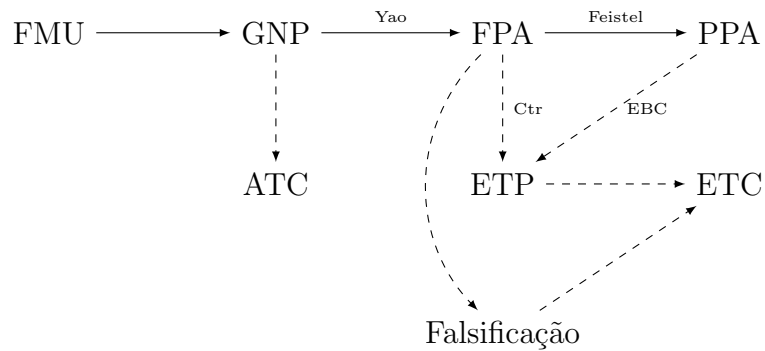 Yao Feistel
FMU GNP FPA PPA
Ctr EBC
ATC ETP ETC
Falsificação